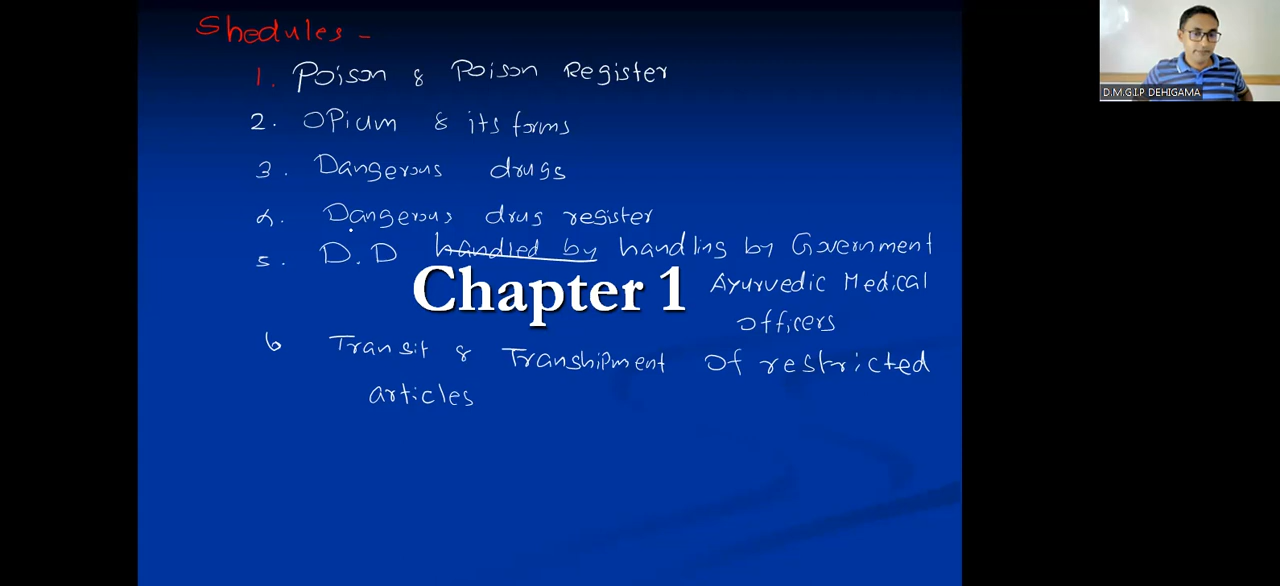 Shedules -
1. Poison & Poison Register
2. Opium & its forms
3. Dangerous drugs
4. Dangerous drug register
5. D.D handled by handling by Government
Ayurvedic Medical
officers
Chapter 1
6 Transit & Transhipment Of restricted
articles
D.M.G.I.P DEHIGAMA